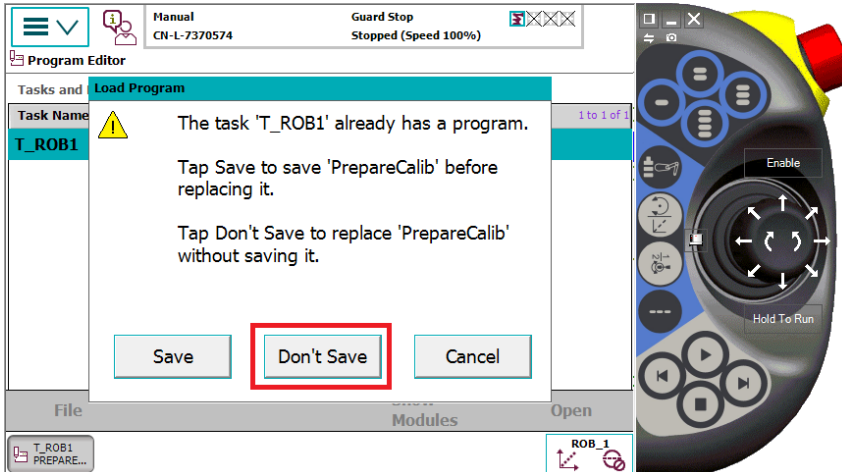 Manual
CN-L-7370574
Guard Stop
Stopped (Speed 100%)
Program Editor
Tasks and
Load Program
Task Name
1 to 1 of 1
T_ROB1
The task 'T_ROB1' already has a program.
Tap Save to save 'PrepareCalib' before
replacing it.
Tap Don't Save to replace 'PrepareCalib'
without saving it.
Save
Don't Save
Cancel
File
Show
Modules
Open
T_ROB1
PREPARE...
ROB_1
Enable
Hold To Run